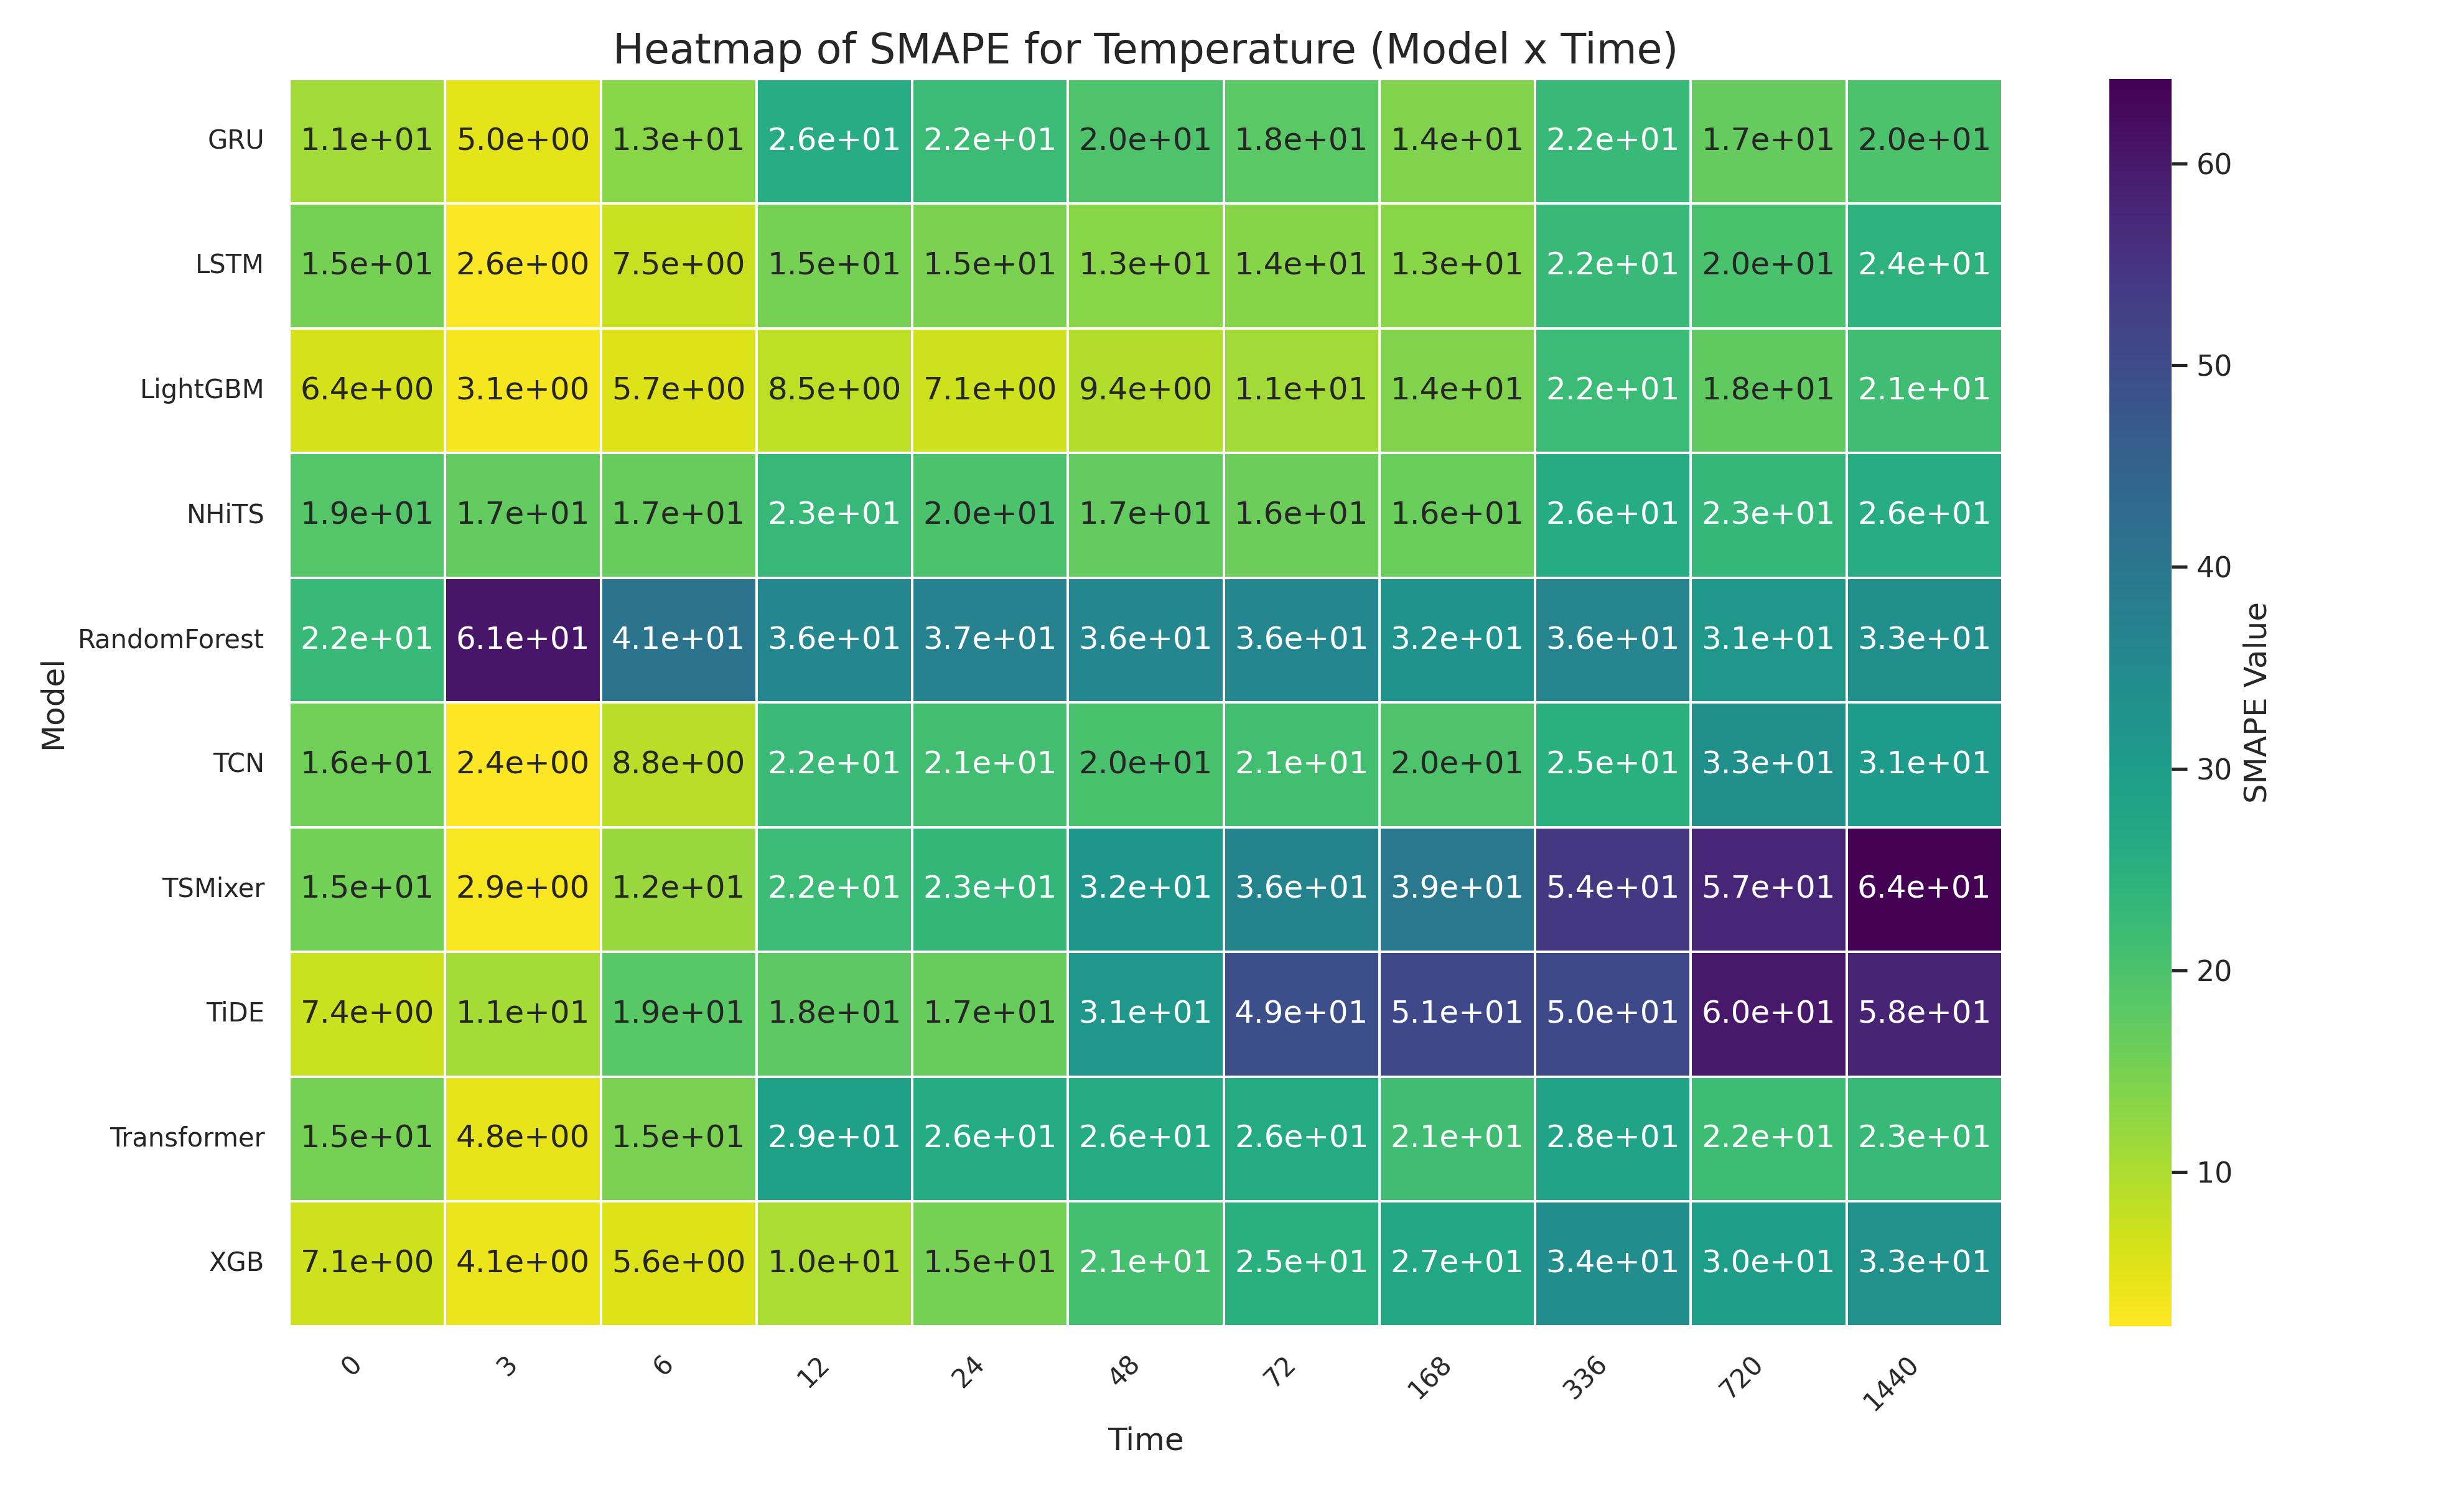 Heatmap of SMAPE for Temperature (Model x Time)
GRU 1.1e+01 5.0e+00 1.3e+01 2.6e+01 2.2e+01 2.0e+01 1.8e+01 1.4e+01 2.2e+01 1.7e+01 2.0e+01
LSTM 1.5e+01 2.6e+00 7.5e+00 1.5e+01 1.5e+01 1.3e+01 1.4e+01 1.3e+01 2.2e+01 2.0e+01 2.4e+01
LightGBM 6.4e+00 3.1e+00 5.7e+00 8.5e+00 7.1e+00 9.4e+00 1.1e+01 1.4e+01 2.2e+01 1.8e+01 2.1e+01
NHiTS 1.9e+01 1.7e+01 1.7e+01 2.3e+01 2.0e+01 1.7e+01 1.6e+01 1.6e+01 2.6e+01 2.3e+01 2.6e+01
RandomForest 2.2e+01 6.1e+01 4.1e+01 3.6e+01 3.7e+01 3.6e+01 3.6e+01 3.2e+01 3.6e+01 3.1e+01 3.3e+01
TCN 1.6e+01 2.4e+00 8.8e+00 2.2e+01 2.1e+01 2.0e+01 2.1e+01 2.0e+01 2.5e+01 3.3e+01 3.1e+01
TSMixer 1.5e+01 2.9e+00 1.2e+01 2.2e+01 2.3e+01 3.2e+01 3.6e+01 3.9e+01 5.4e+01 5.7e+01 6.4e+01
TiDE 7.4e+00 1.1e+01 1.9e+01 1.8e+01 1.7e+01 3.1e+01 4.9e+01 5.1e+01 5.0e+01 6.0e+01 5.8e+01
Transformer 1.5e+01 4.8e+00 1.5e+01 2.9e+01 2.6e+01 2.6e+01 2.6e+01 2.1e+01 2.8e+01 2.2e+01 2.3e+01
XGB 7.1e+00 4.1e+00 5.6e+00 1.0e+01 1.5e+01 2.1e+01 2.5e+01 2.7e+01 3.4e+01 3.0e+01 3.3e+01
0 3 6 12 24 48 72 168 336 720 1440
Time
Model
60
50
40
30
20
10
SMAPE Value